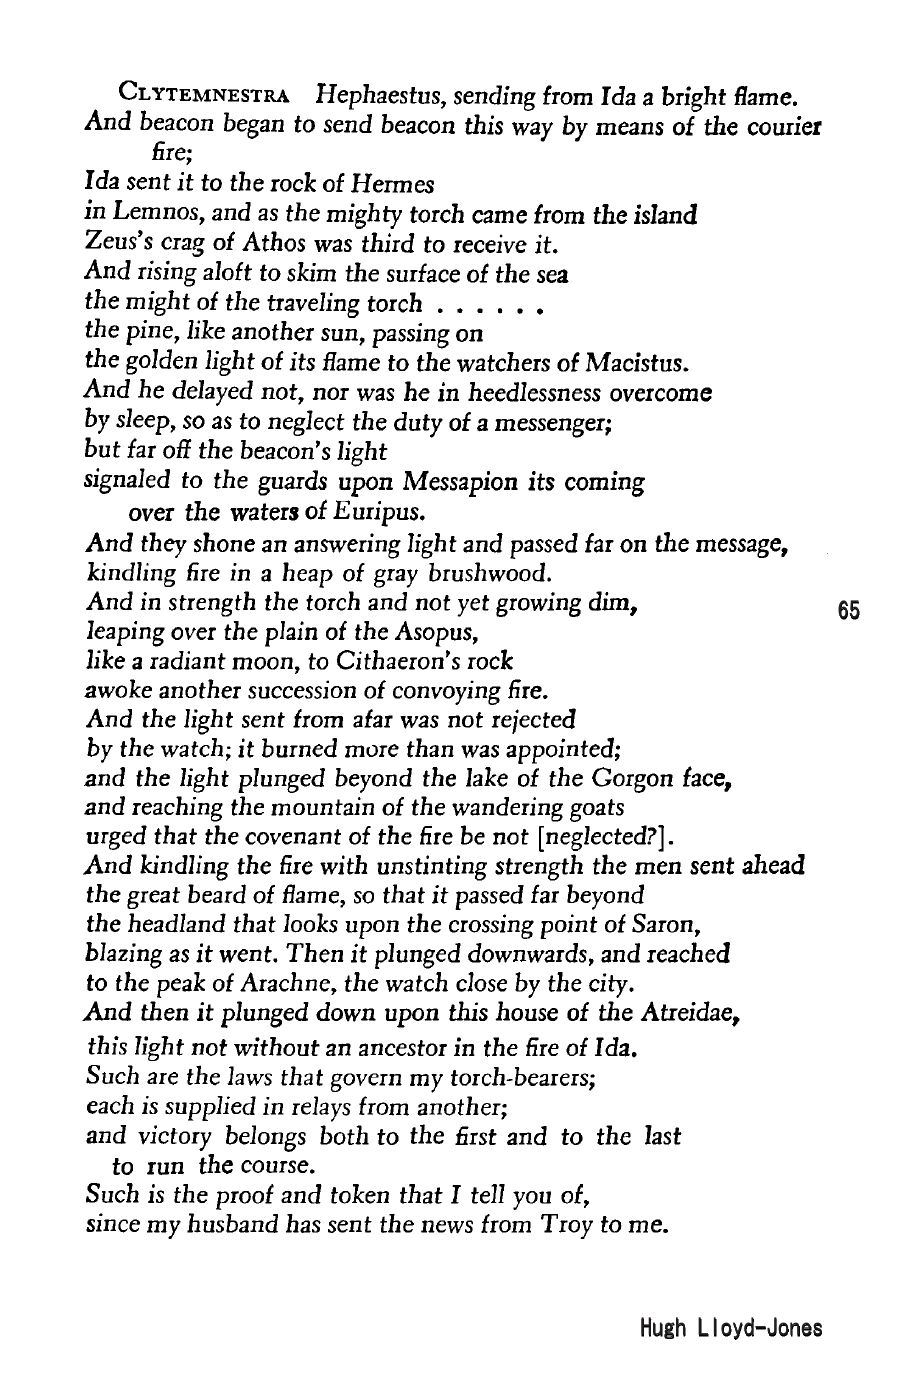 CLYTEMNESTRA Hephaestus, sending from Ida a bright flame.
And beacon began to send beacon this way by means of the courier
fire;
Ida sent it to the rock of Hermes
in Lemnos, and as the mighty torch came from the island
Zeus's crag of Athos was third to receive it.
And rising aloft to skim the surface of the sea
the might of the traveling torch . . . . . .
the pine, like another sun, passing on
the golden light of its flame to the watchers of Macistus.
And he delayed not, nor was he in heedlessness overcome
by sleep, so as to neglect the duty of a messenger;
but far off the beacon's light
signaled to the guards upon Messapion its coming
over the waters of Euripus.
And they shone an answering light and passed far on the message,
kindling fire in a heap of gray brushwood.
And in strength the torch and not yet growing dim,
65
leaping over the plain of the Asopus,
like a radiant moon, to Cithaeron's rock
awoke another succession of convoying fire.
And the light sent from afar was not rejected
by the watch; it burned more than was appointed;
and the light plunged beyond the lake of the Gorgon face,
and reaching the mountain of the wandering goats
urged that the covenant of the fire be not [neglected?].
And kindling the fire with unstinting strength the men sent ahead
the great beard of flame, so that it passed far beyond
the headland that looks upon the crossing point of Saron,
blazing as it went. Then it plunged downwards, and reached
to the peak of Arachne, the watch close by the city.
And then it plunged down upon this house of the Atreidae,
this light not without an ancestor in the fire of Ida.
Such are the laws that govern my torch-bearers;
each is supplied in relays from another;
and victory belongs both to the first and to the last
to run the course.
Such is the proof and token that I tell you of,
since my husband has sent the news from Troy to me.
Hugh Lloyd-Jones